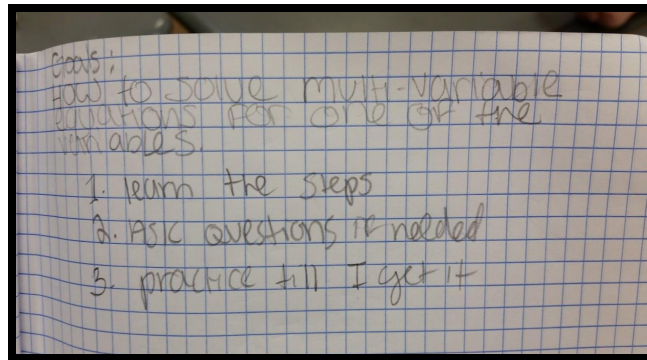 Goals:
How to solve multi-variable
equations for one of the
variables.
1. learn the steps
2. Ask questions if needed
3. practice till I get it